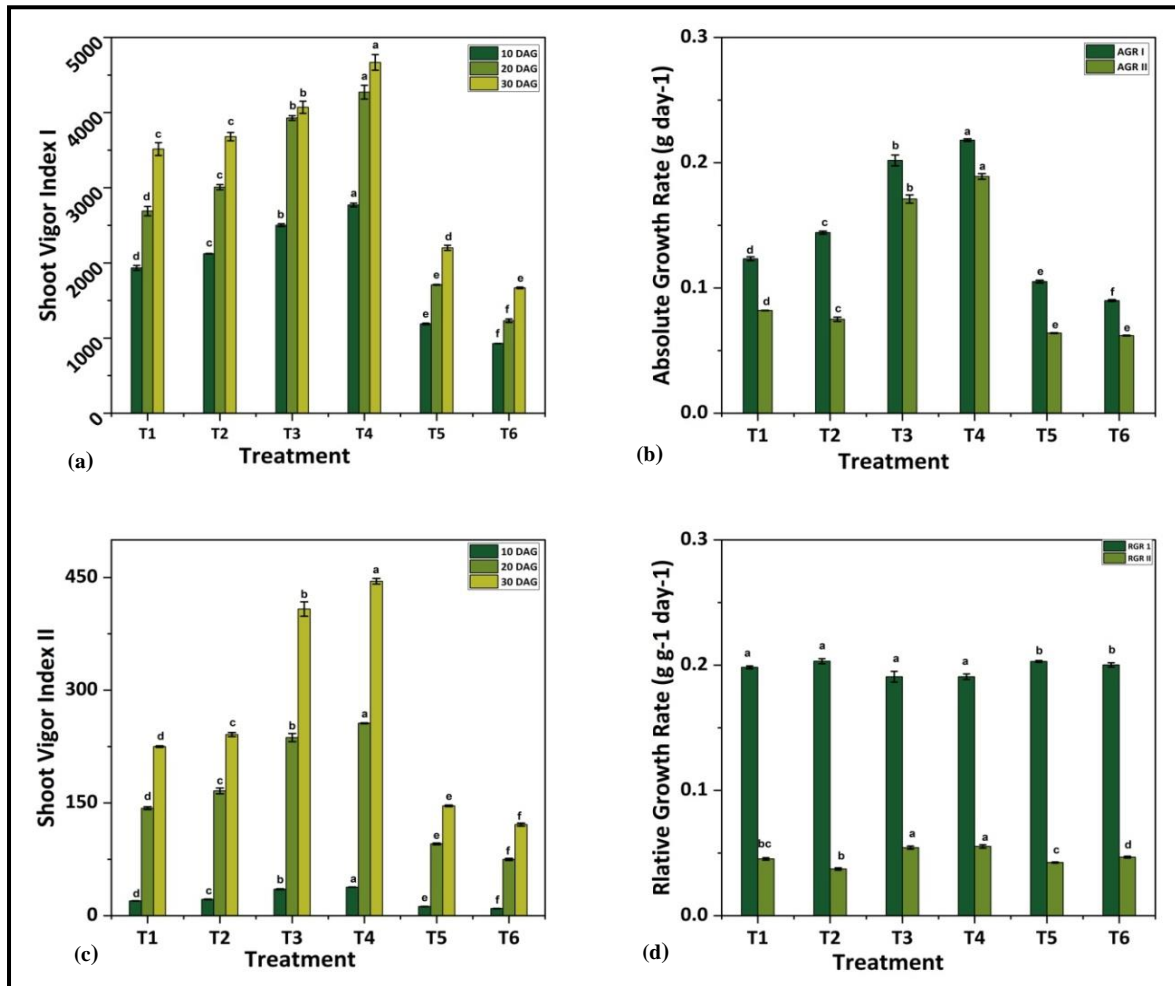 5000
4000
3000
2000
1000
0
Shoot Vigor Index I
10 DAG
20 DAG
30 DAG
d d c
c c c
b b b
a a a
e e d
f f e
T1 T2 T3 T4 T5 T6
Treatment
(a)
0.3
0.2
0.1
0.0
Absolute Growth Rate (g day-1)
AGR I
AGR II
d d
c c
b b
a a
e e
f e
T1 T2 T3 T4 T5 T6
Treatment
(b)
450
300
150
0
Shoot Vigor Index II
10 DAG
20 DAG
30 DAG
d d d
c c c
b b b
a a a
e e e
f f f
T1 T2 T3 T4 T5 T6
Treatment
(c)
0.3
0.2
0.1
0.0
Rlative Growth Rate (g g-1 day-1)
RGR 1
RGR II
a bc
a b
a a
a a
b c
b d
T1 T2 T3 T4 T5 T6
Treatment
(d)